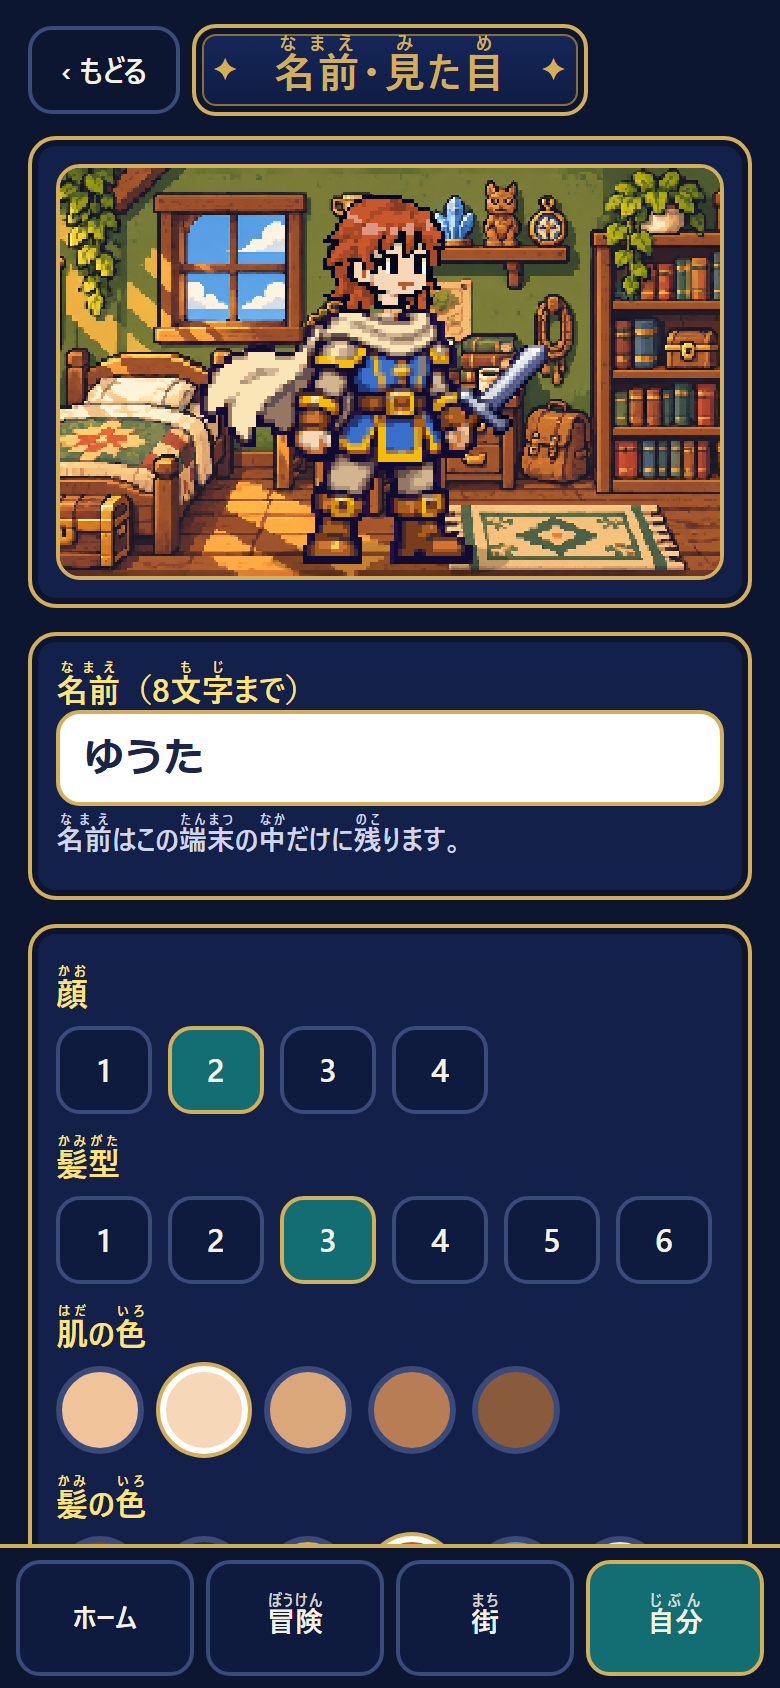 ‹ もどる
なまえ み め
名前・見た目
なまえ もじ
名前（8文字まで）
ゆうた
なまえ たんまつ なか のこ
名前はこの端末の中だけに残ります。
かお
顔
1 2 3 4
かみがた
髪型
1 2 3 4 5 6
はだ いろ
肌の色
かみ いろ
髪の色
ホーム
ぼうけん
冒険
まち
街
じぶん
自分